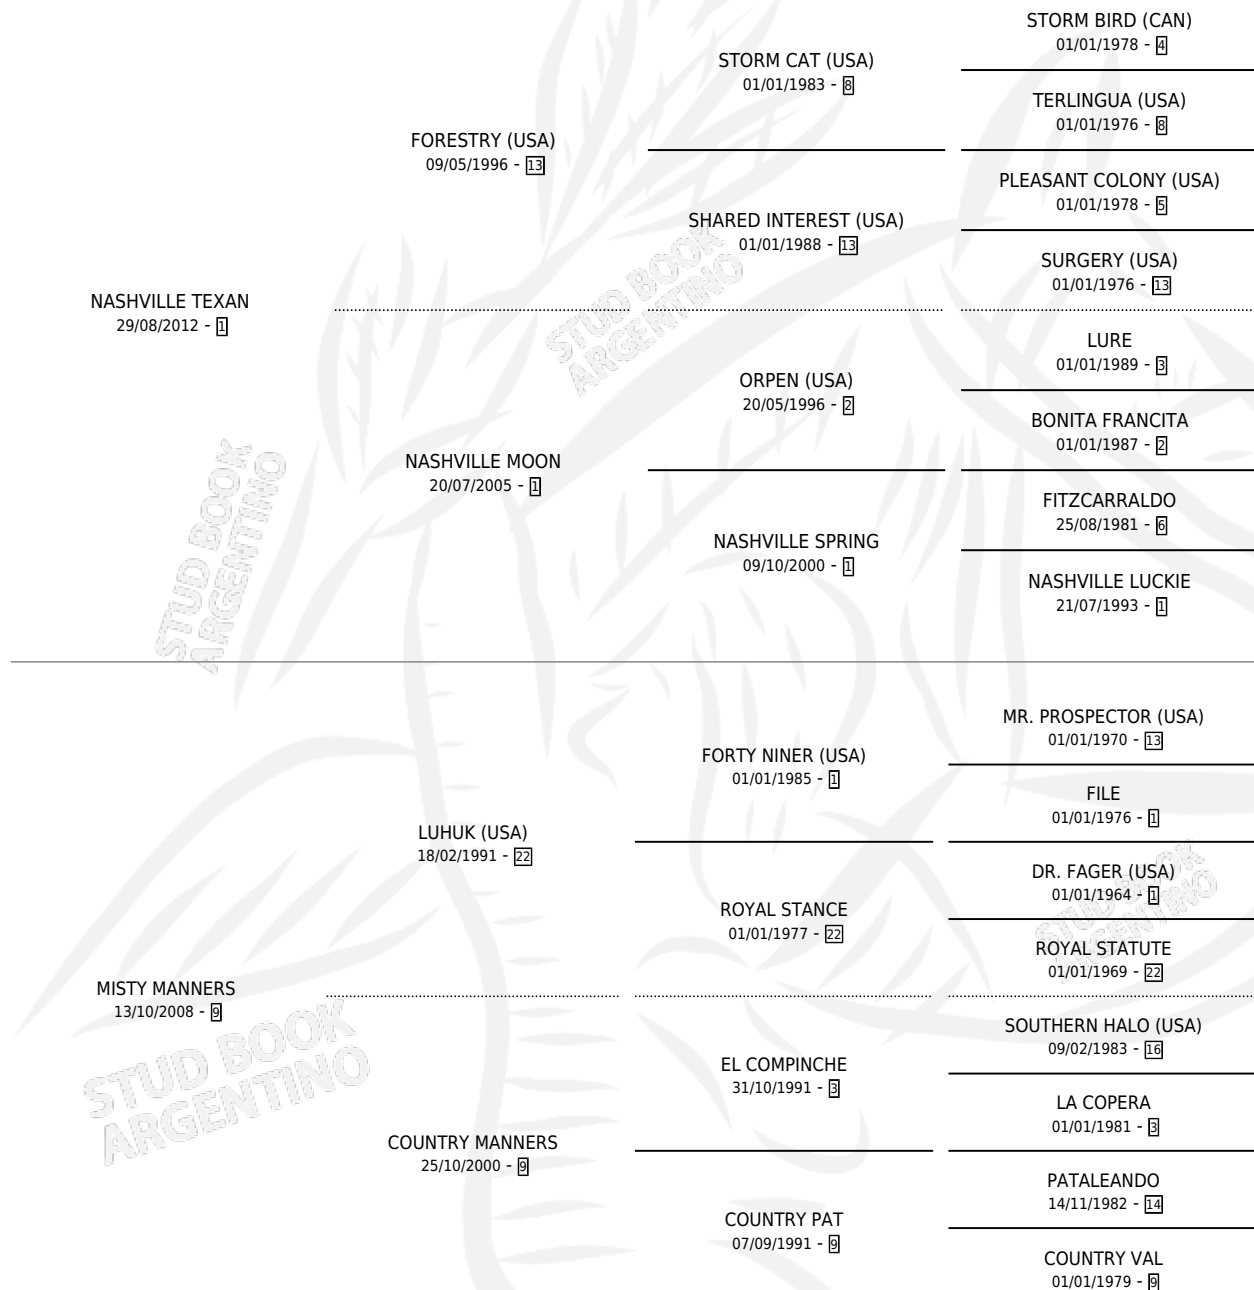 STORM BIRD (CAN)
01/01/1978 - 4
STORM CAT (USA)
01/01/1983 - 8
TERLINGUA (USA)
01/01/1976 - 8
FORESTRY (USA)
09/05/1996 - 13
PLEASANT COLONY (USA)
01/01/1978 - 5
SHARED INTEREST (USA)
01/01/1988 - 13
SURGERY (USA)
01/01/1976 - 13
NASHVILLE TEXAN
29/08/2012 - 1
LURE
01/01/1989 - 3
ORPEN (USA)
20/05/1996 - 2
BONITA FRANCITA
01/01/1987 - 2
NASHVILLE MOON
20/07/2005 - 1
FITZCARRALDO
25/08/1981 - 6
NASHVILLE SPRING
09/10/2000 - 1
NASHVILLE LUCKIE
21/07/1993 - 1
STUD BOOK
ARGENTINO
STUD BOOK
ARGENTINO
MR. PROSPECTOR (USA)
01/01/1970 - 13
FORTY NINER (USA)
01/01/1985 - 1
FILE
01/01/1976 - 1
LUHUK (USA)
18/02/1991 - 22
DR. FAGER (USA)
01/01/1964 - 1
ROYAL STANCE
01/01/1977 - 22
ROYAL STATUTE
01/01/1969 - 22
STUD BOOK
ARGENTINO
MISTY MANNERS
13/10/2008 - 9
SOUTHERN HALO (USA)
09/02/1983 - 16
EL COMPINCHE
31/10/1991 - 3
LA COPERA
01/01/1981 - 3
COUNTRY MANNERS
25/10/2000 - 9
PATALEANDO
14/11/1982 - 14
COUNTRY PAT
07/09/1991 - 9
COUNTRY VAL
01/01/1979 - 9
STUD BOOK
ARGENTINO